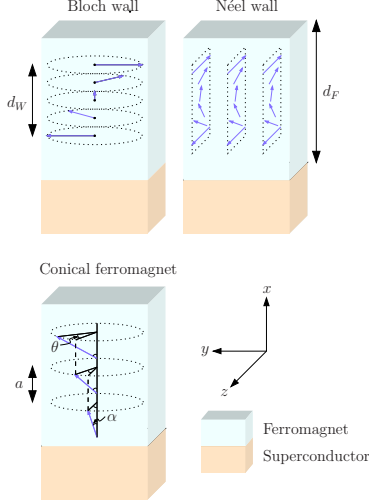 Bloch wall
Néel wall
d_W
d_F
Conical ferromagnet
θ
a
α
x
y
z
Ferromagnet
Superconductor